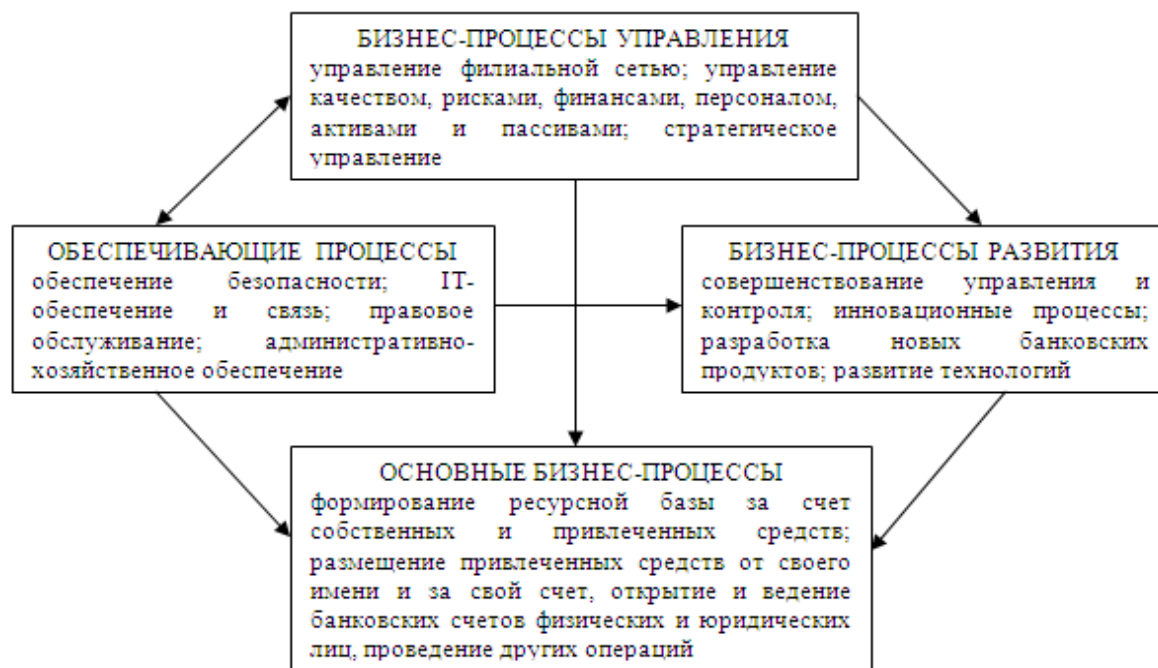 БИЗНЕС-ПРОЦЕССЫ УПРАВЛЕНИЯ
управление филиальной сетью; управление
качеством, рисками, финансами, персоналом,
активами и пассивами; стратегическое
управление
ОБЕСПЕЧИВАЮЩИЕ ПРОЦЕССЫ
обеспечение безопасности; IT-
обеспечение и связь; правовое
обслуживание; административно-
хозяйственное обеспечение
БИЗНЕС-ПРОЦЕССЫ РАЗВИТИЯ
совершенствование управления и
контроля; инновационные процессы;
разработка новых банковских
продуктов; развитие технологий
ОСНОВНЫЕ БИЗНЕС-ПРОЦЕССЫ
формирование ресурсной базы за счет
собственных и привлеченных средств;
размещение привлеченных средств от своего
имени и за свой счет, открытие и ведение
банковских счетов физических и юридических
лиц, проведение других операций